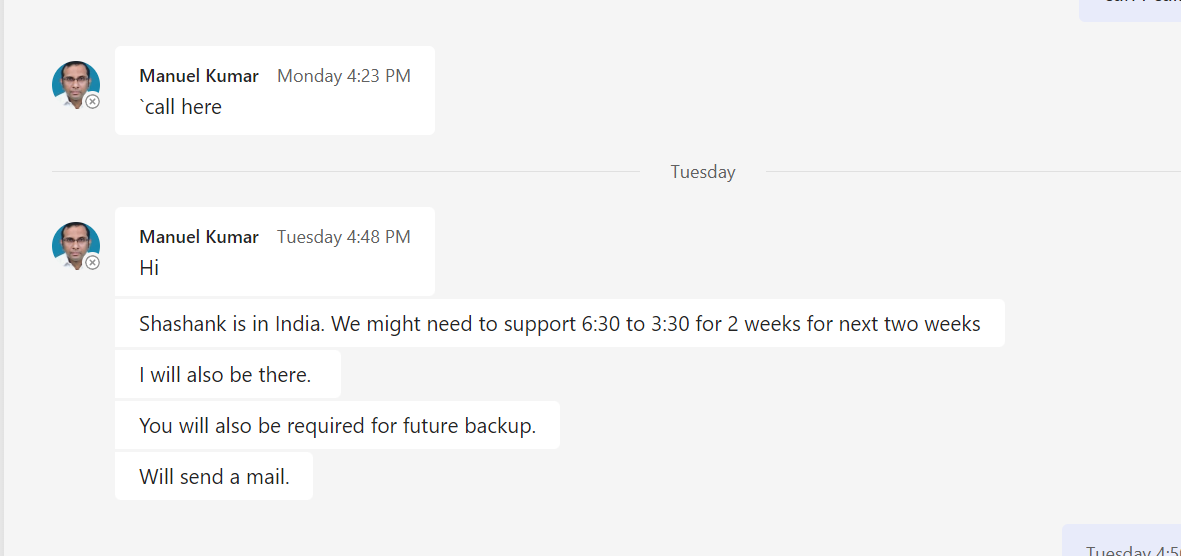 Manuel Kumar Monday 4:23 PM
`call here
Tuesday
Manuel Kumar Tuesday 4:48 PM
Hi
Shashank is in India. We might need to support 6:30 to 3:30 for 2 weeks for next two weeks
I will also be there.
You will also be required for future backup.
Will send a mail.
Tuesday